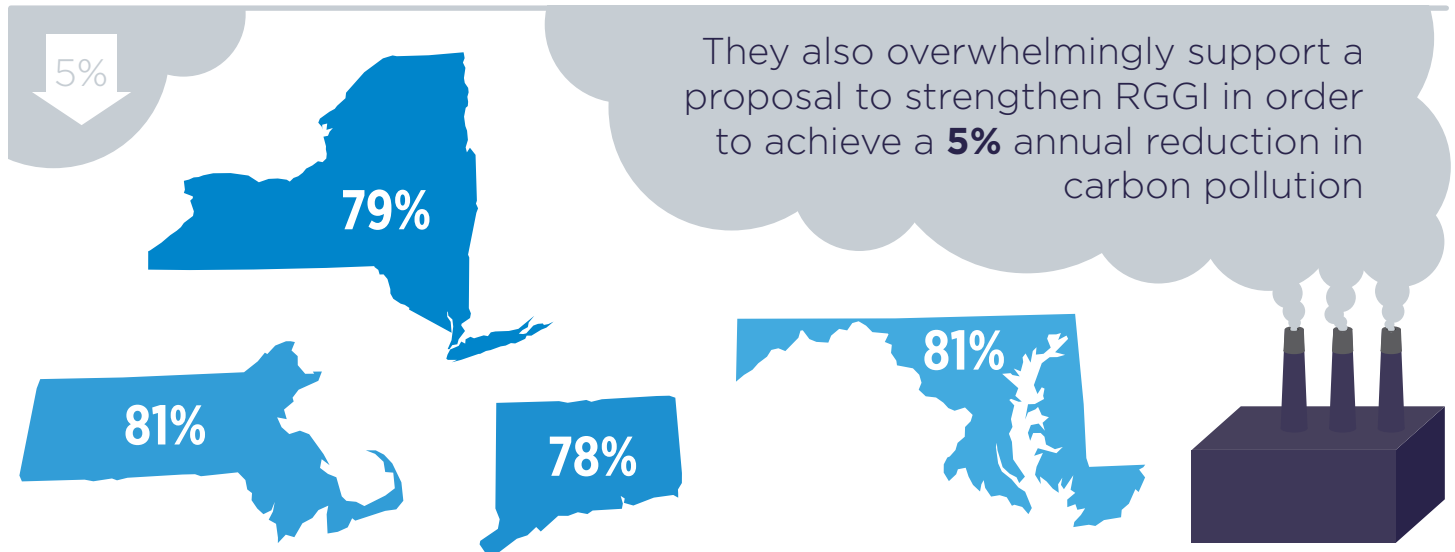 5%
They also overwhelmingly support a
proposal to strengthen RGGI in order
to achieve a 5% annual reduction in
carbon pollution
79%
81%
81%
78%